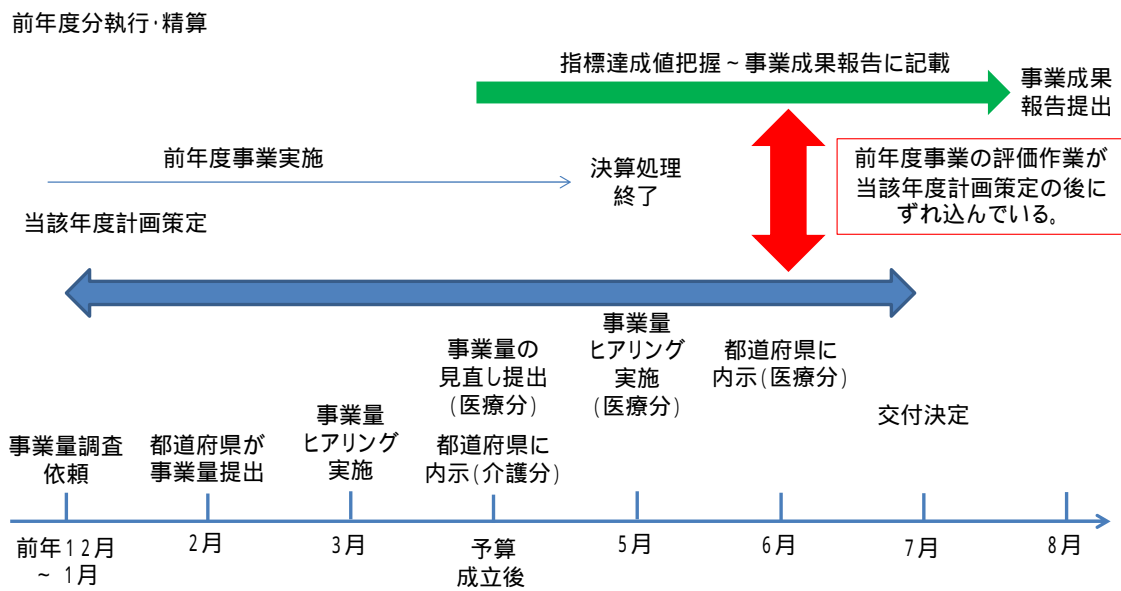 前年度分執行･精算
指標達成値把握～事業成果報告に記載
事業成果
報告提出
前年度事業実施
決算処理
終了
前年度事業の評価作業が
当該年度計画策定の後に
ずれ込んでいる。
当該年度計画策定
事業量調査
依頼
都道府県が
事業量提出
事業量
ヒアリング
実施
事業量の
見直し提出
(医療分)
都道府県に
内示(介護分)
事業量
ヒアリング
実施
(医療分)
都道府県に
内示(医療分)
交付決定
前年12月
～ 1月
2月
3月
予算
成立後
5月
6月
7月
8月